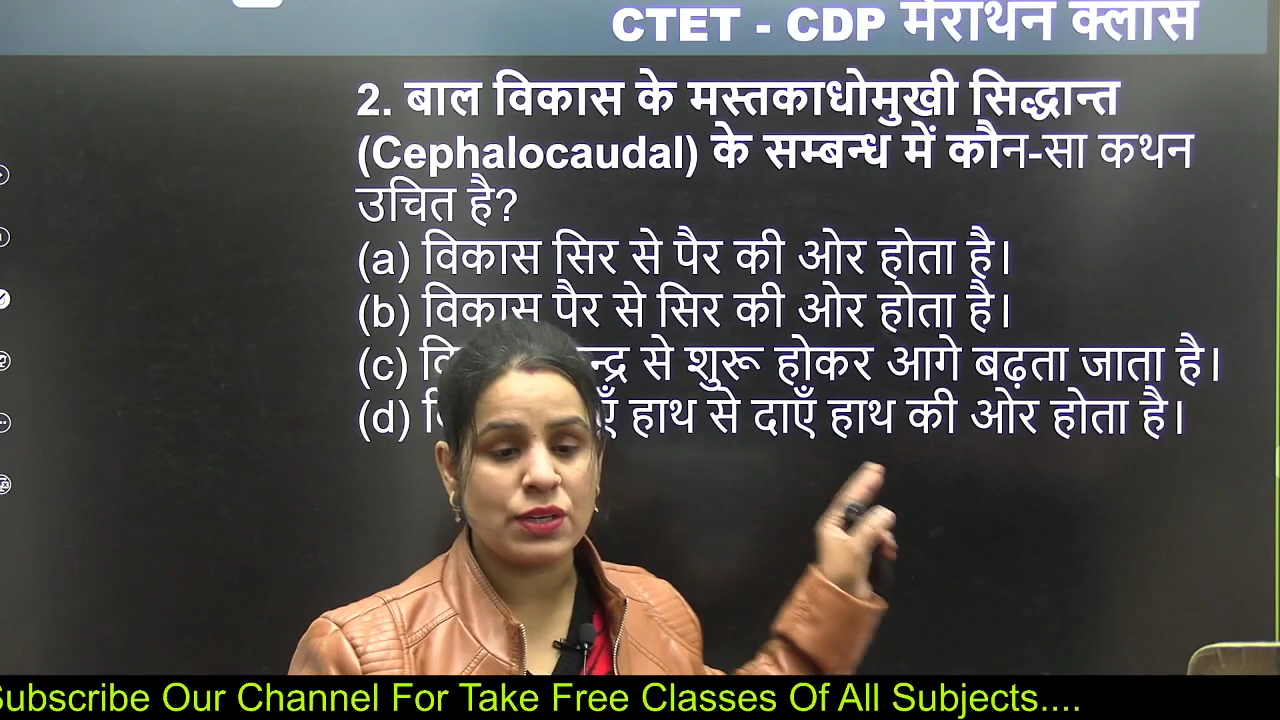 CTET - CDP मैराथन क्लास
2. बाल विकास के मस्तकाधोमुखी सिद्धान्त
(Cephalocaudal) के सम्बन्ध में कौन-सा कथन
उचित है?
(a) विकास सिर से पैर की ओर होता है।
(b) विकास पैर से सिर की ओर होता है।
(c) से शुरू होकर आगे बढ़ता जाता है।
(d) हाथ से दाएँ हाथ की ओर होता है।
Subscribe Our Channel For Take Free Classes Of All Subjects....